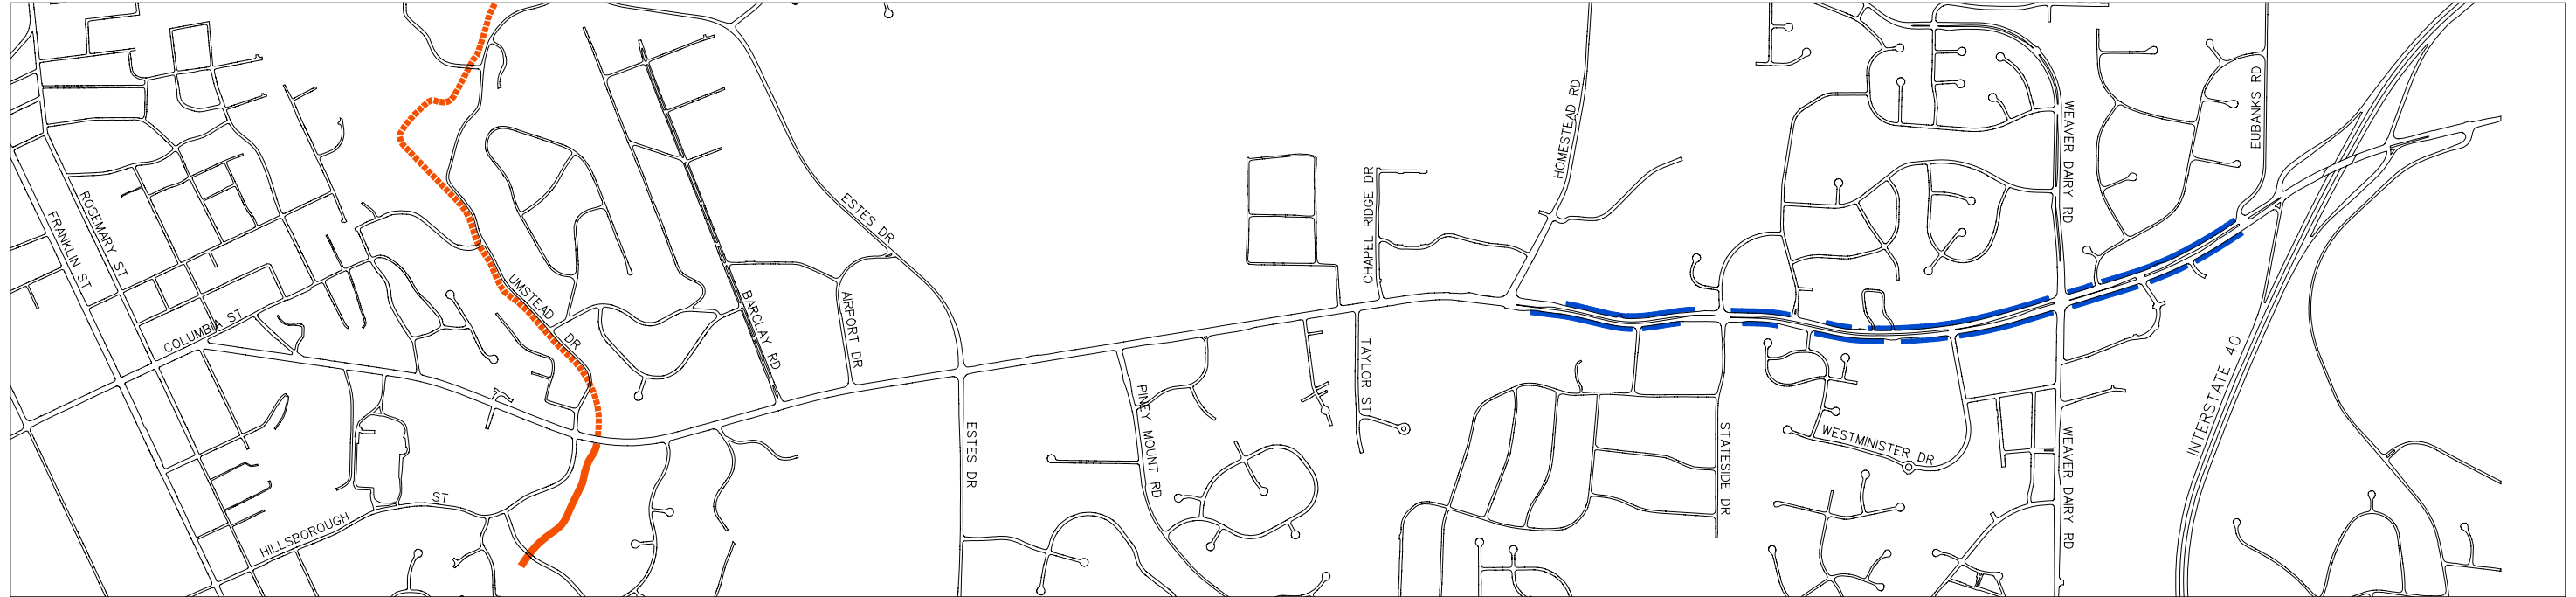 FRANKLIN ST
ROSEMARY ST
COLUMBIA ST
HILLSBOROUGH
ST
UMSTEAD DR
BARCLAY RD
AIRPORT DR
ESTES DR
ESTES DR
PINEY MOUNT RD
TAYLOR ST
CHAPEL RIDGE DR
HOMESTEAD RD
STATESIDE DR
WESTMINISTER DR
WEAVER DAIRY RD
WEAVER DAIRY RD
EUBANKS RD
INTERSTATE 40